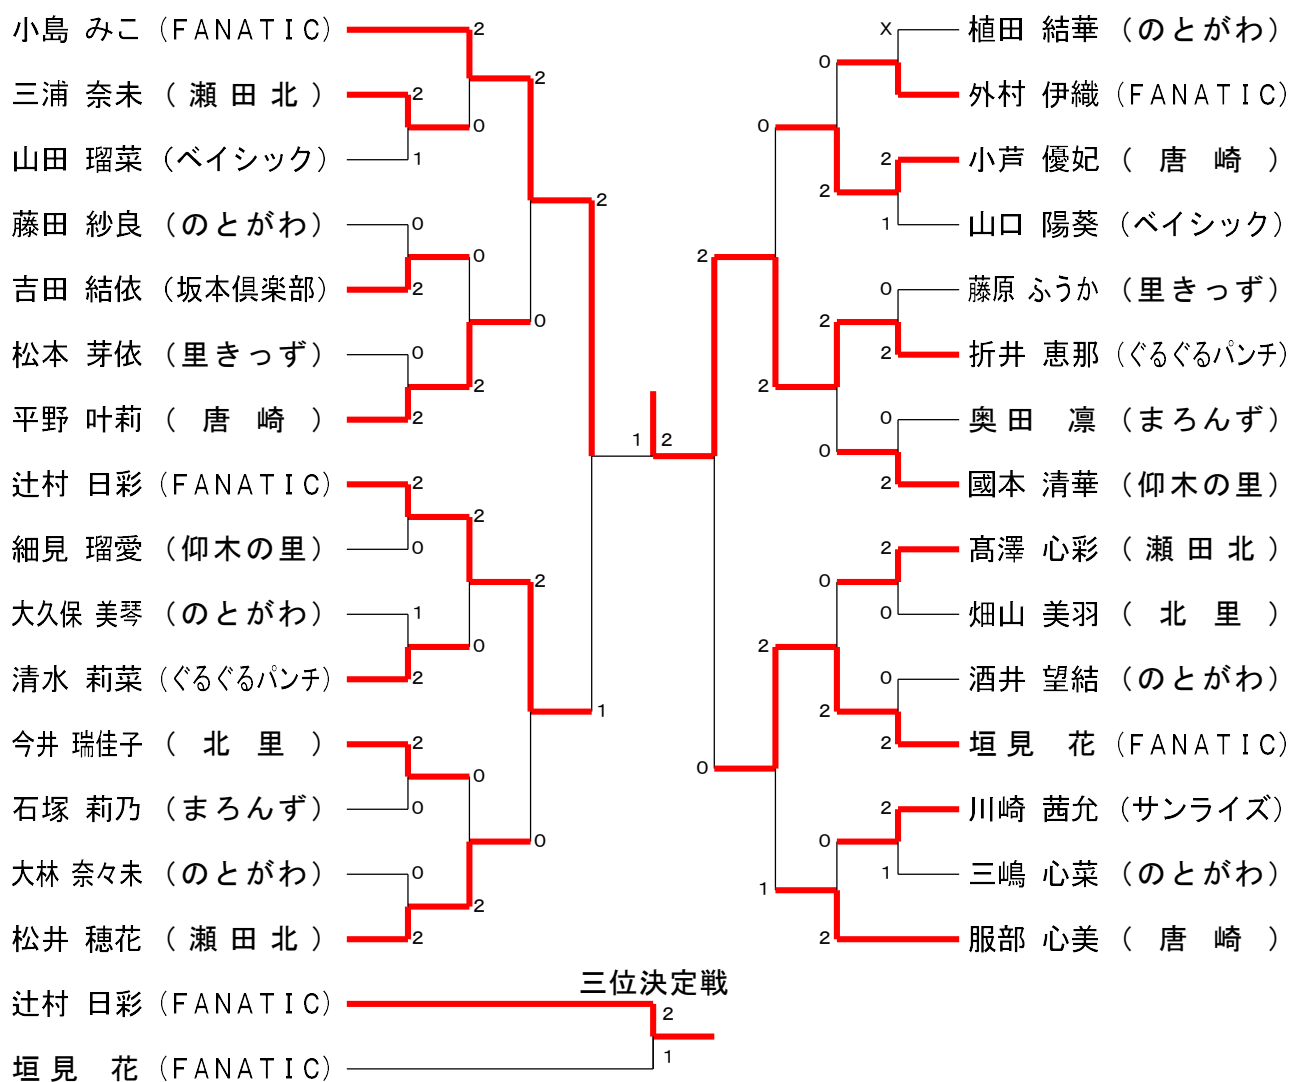 小島 みこ (FANATIC)
三浦 奈未 (瀬田北)
山田 瑠菜 (ベイシック)
藤田 紗良 (のとがわ)
吉田 結依 (坂本倶楽部)
松本 芽依 (里きっず)
平野 叶莉 (唐崎)
辻村 日彩 (FANATIC)
細見 瑠愛 (仰木の里)
大久保 美琴 (のとがわ)
清水 莉菜 (ぐるぐるパンチ)
今井 瑞佳子 (北里)
石塚 莉乃 (まろんず)
大林 奈々未 (のとがわ)
松井 穂花 (瀬田北)
2
2
1
0
2
0
2
2
0
1
2
2
0
0
2
0
0
2
2
0
0
2
2
0
2
0
2
1
1 2
2
0
0
2
2
1
0
2
2
0
0
2
0
2
X
2
1
0
2
0
2
2
0
0
2
2
1
植田 結華 (のとがわ)
外村 伊織 (FANATIC)
小芦 優妃 (唐崎)
山口 陽葵 (ベイシック)
藤原 ふうか (里きっず)
折井 恵那 (ぐるぐるパンチ)
奥田 凛 (まろんず)
國本 清華 (仰木の里)
髙澤 心彩 (瀬田北)
畑山 美羽 (北里)
酒井 望結 (のとがわ)
垣見 花 (FANATIC)
川崎 茜允 (サンライズ)
三嶋 心菜 (のとがわ)
服部 心美 (唐崎)
三位決定戦
辻村 日彩 (FANATIC)
2
1
垣見 花 (FANATIC)